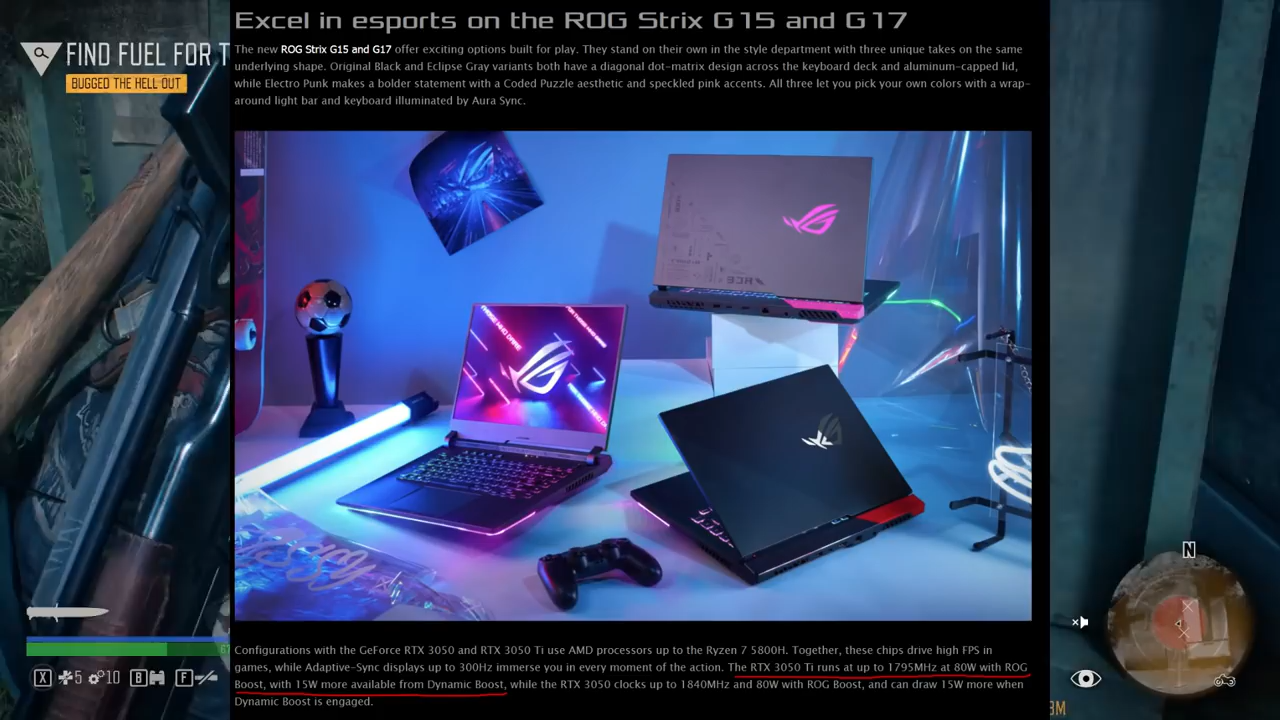 Excel in esports on the ROG Strix G15 and G17
FIND FUEL FOR T
BUGGED THE HELL OUT
The new ROG Strix G15 and G17 offer exciting options built for play. They stand on their own in the style department with three unique takes on the same
underlying shape. Original Black and Eclipse Gray variants both have a diagonal dot-matrix design across the keyboard deck and aluminum-capped lid,
while Electro Punk makes a bolder statement with a Coded Puzzle aesthetic and speckled pink accents. All three let you pick your own colors with a wrap-
around light bar and keyboard illuminated by Aura Sync.
N
Configurations with the GeForce RTX 3050 and RTX 3050 Ti use AMD processors up to the Ryzen 7 5800H. Together, these chips drive high FPS in
games, while Adaptive-Sync displays up to 300Hz immerse you in every moment of the action. The RTX 3050 Ti runs at up to 1795MHz at 80W with ROG
Boost, with 15W more available from Dynamic Boost, while the RTX 3050 clocks up to 1840MHz and 80W with ROG Boost, and can draw 15W more when
Dynamic Boost is engaged.
X 5 10 B F